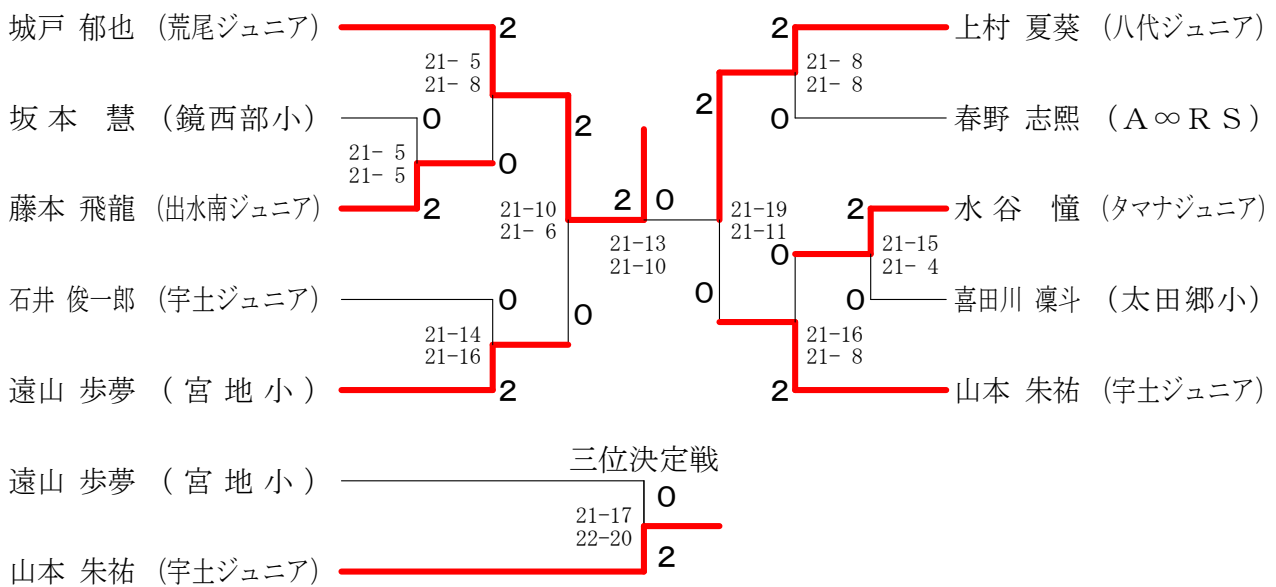 城戸 郁也 (荒尾ジュニア) 2 2 上村 夏葵 (八代ジュニア)
21- 5 21- 8
21- 8 21- 8
坂本 慧 (鏡西部小) 0 2 2 0 春野 志熙 (A∞RS)
21- 5
21- 5 0
藤本 飛龍 (出水南ジュニア) 2 21-10 2 0 21-19 2 水谷 憧 (タマナジュニア)
21- 6 21-11
21-13 0 21-15
21-10 21- 4
石井 俊一郎 (宇土ジュニア) 0 0 0 0 喜田川 凜斗 (太田郷小)
21-14 21-16
21-16 21- 8
遠山 歩夢 (宮地小) 2 2 山本 朱祐 (宇土ジュニア)
三位決定戦
遠山 歩夢 (宮地小) 0
21-17
22-20
山本 朱祐 (宇土ジュニア) 2